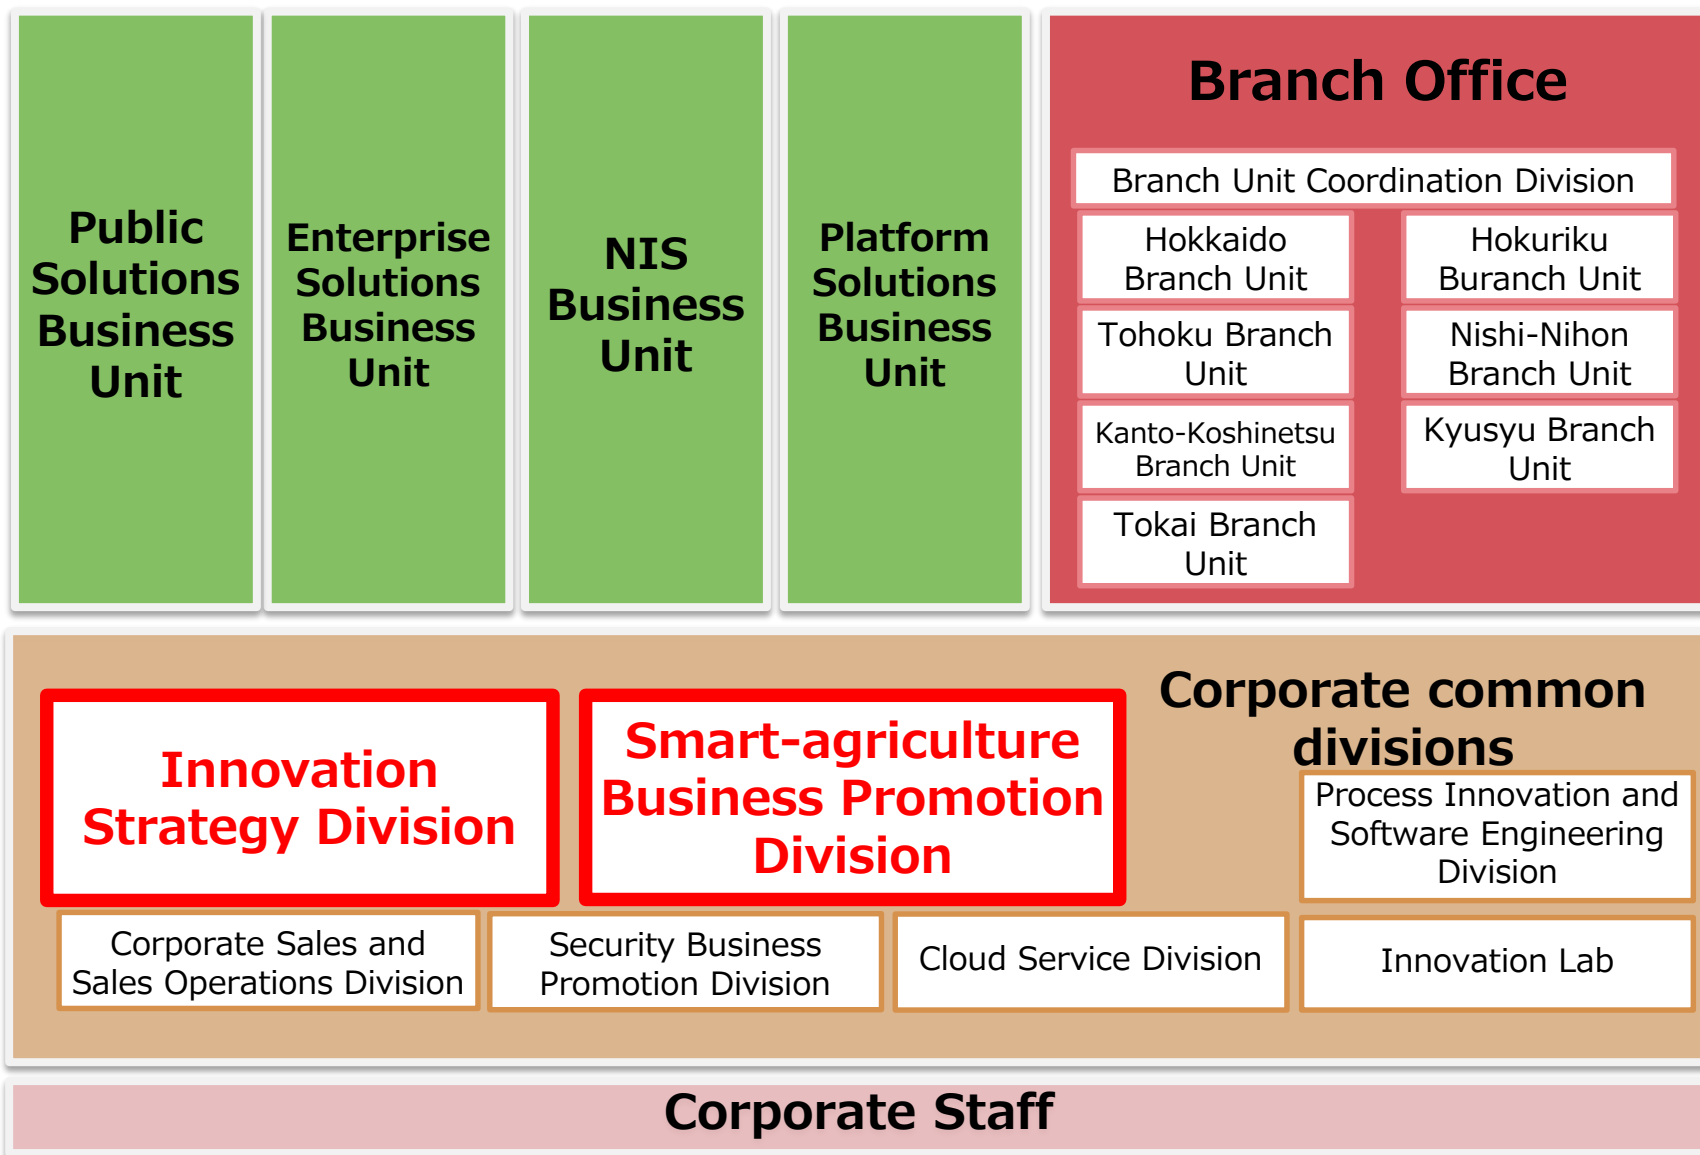 Public
Solutions
Business
Unit
Enterprise
Solutions
Business
Unit
NIS
Business
Unit
Platform
Solutions
Business
Unit
Branch Office
Branch Unit Coordination Division
Hokkaido
Branch Unit
Hokuriku
Buranch Unit
Tohoku Branch
Unit
Nishi-Nihon
Branch Unit
Kanto-Koshinetsu
Branch Unit
Kyusyu Branch
Unit
Tokai Branch
Unit
Corporate common
divisions
Innovation
Strategy Division
Smart-agriculture
Business Promotion
Division
Process Innovation and
Software Engineering
Division
Corporate Sales and
Sales Operations Division
Security Business
Promotion Division
Cloud Service Division
Innovation Lab
Corporate Staff